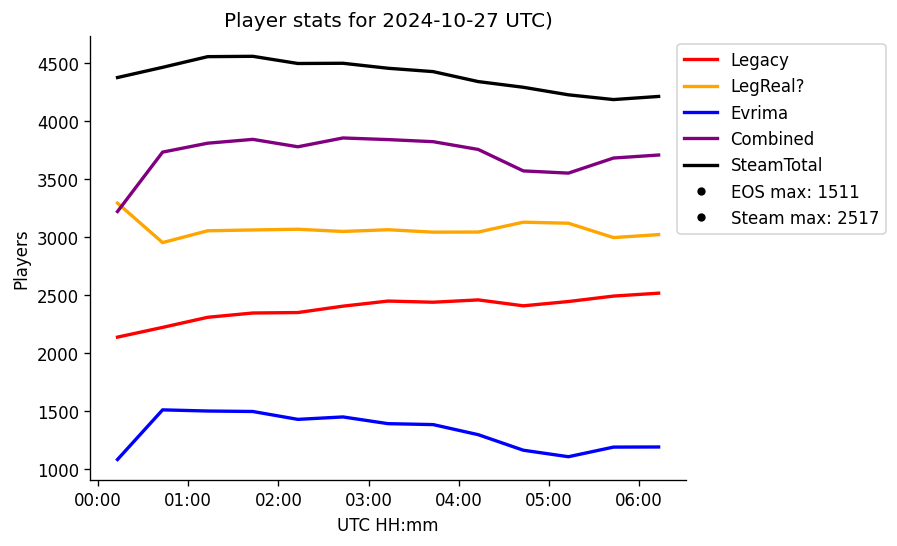 Player stats for 2024-10-27 UTC)
Legacy
LegReal?
Evrima
Combined
SteamTotal
EOS max: 1511
Steam max: 2517
Players
4500
4000
3500
3000
2500
2000
1500
1000
00:00 01:00 02:00 03:00 04:00 05:00 06:00
UTC HH:mm